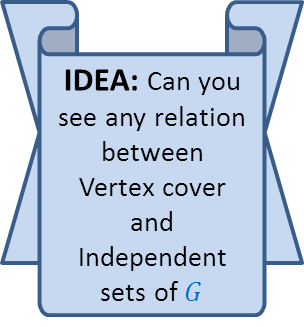 IDEA: Can you
see any relation
between
Vertex cover
and
Independent
sets of G